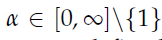 α ∈ [0, ∞]\{1}